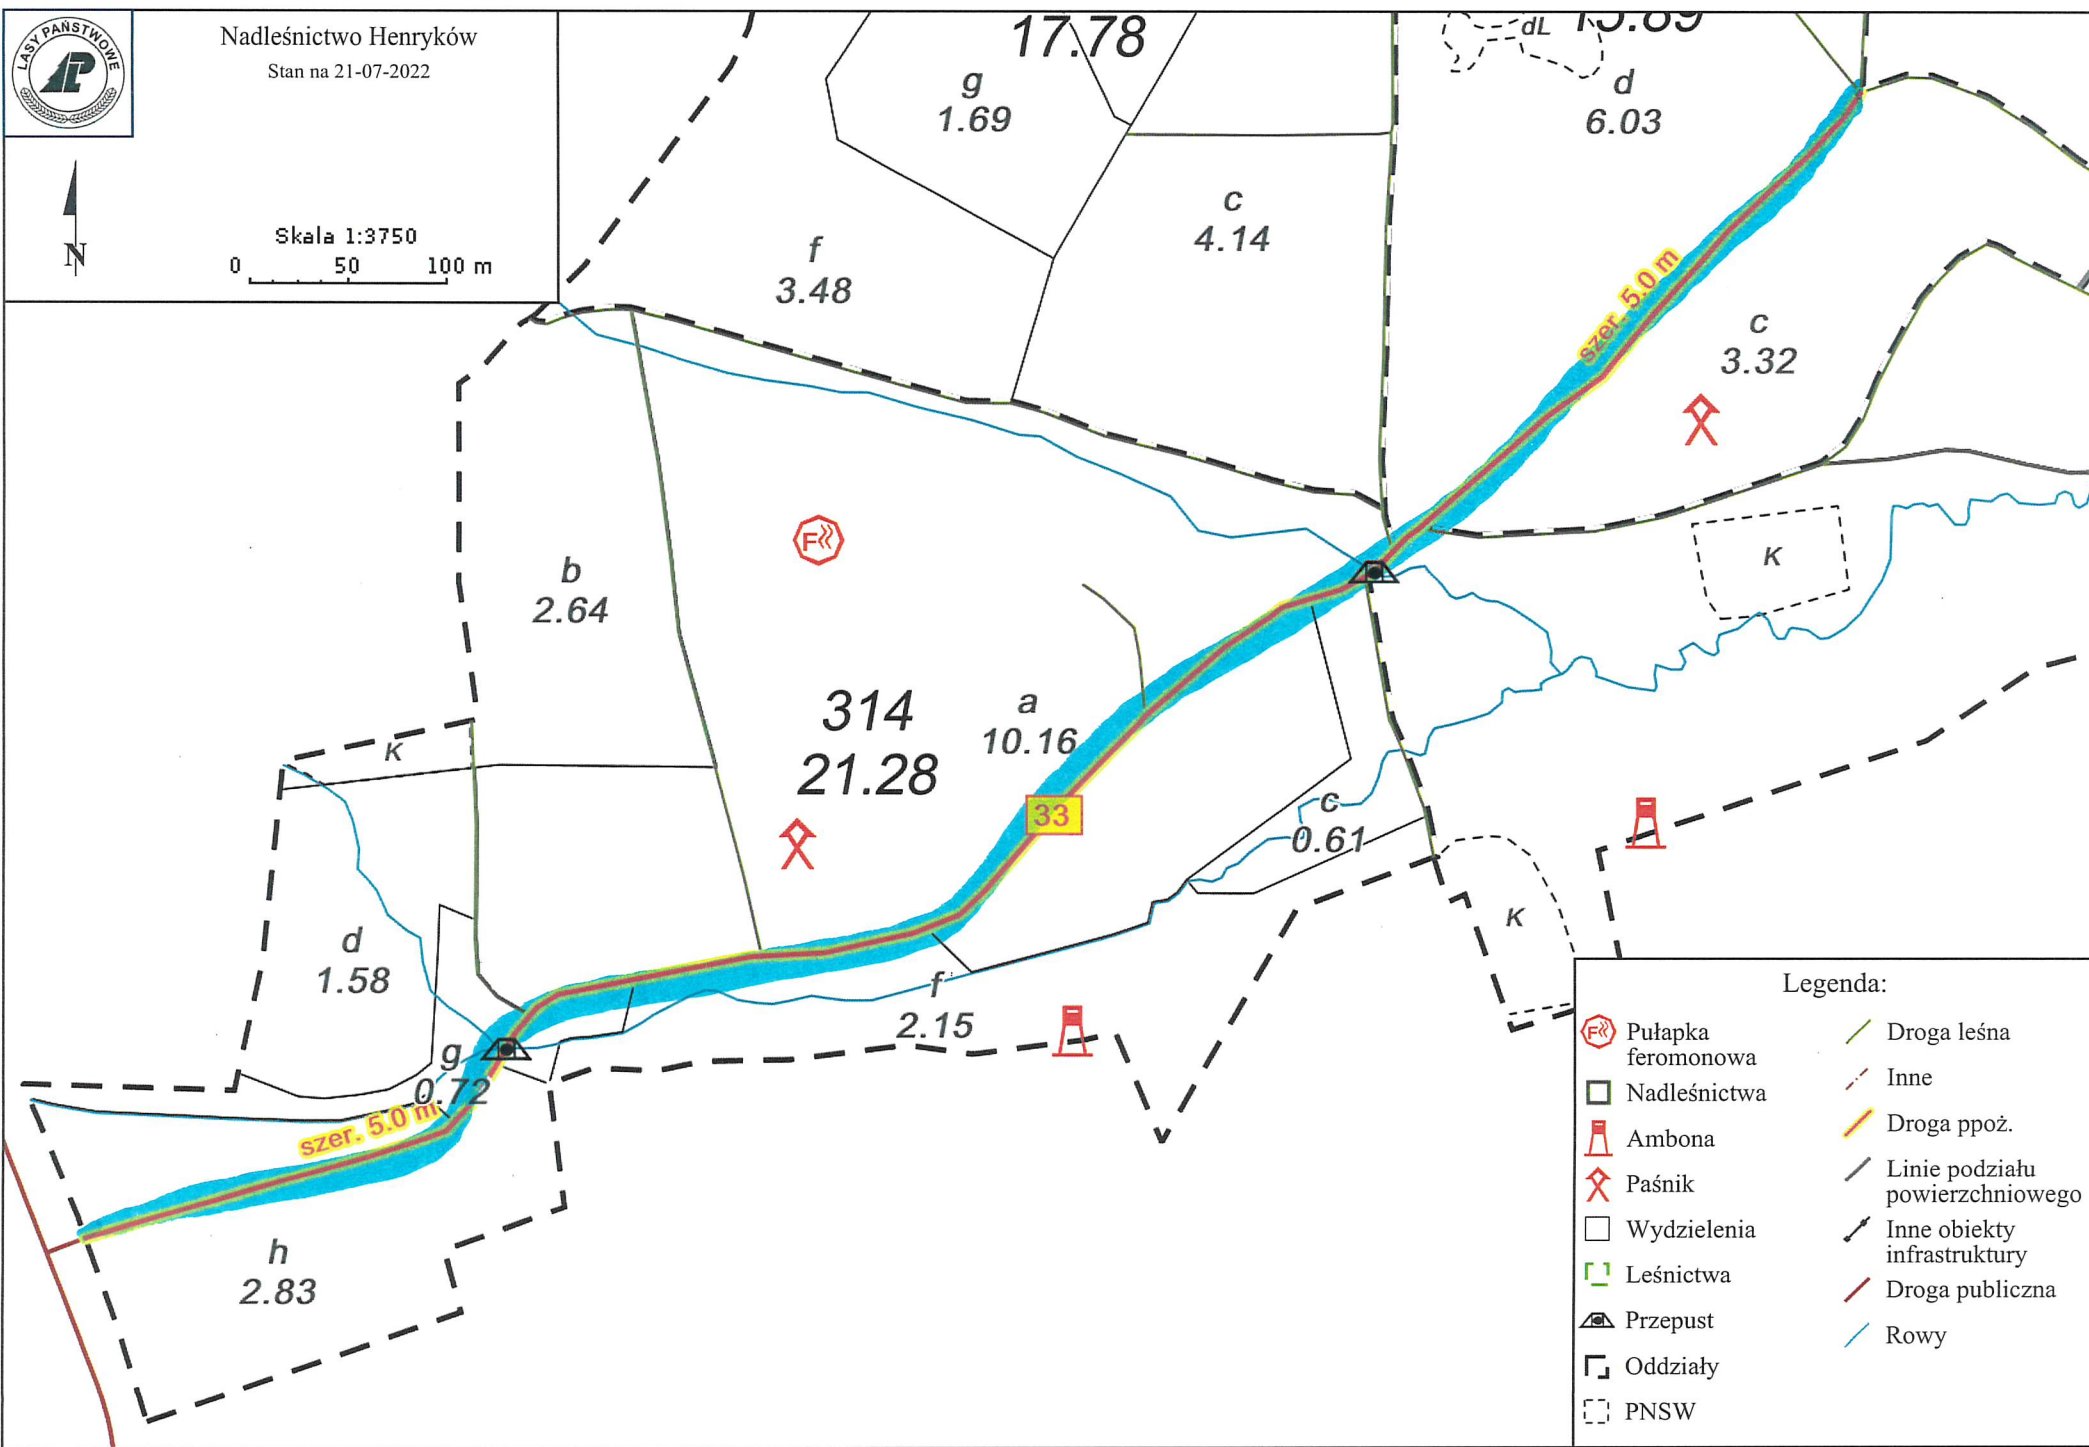 LASY PAŃSTWOWE
Nadleśnictwo Henryków
Stan na 21-07-2022
N
Skala 1:3750
0 50 100 m
17.78
dL
15.89
g
1.69
d
6.03
c
4.14
f
3.48
szer. 5.0 m
c
3.32
F
b
2.64
K
314
21.28
a
10.16
K
33
c
0.61
d
1.58
K
f
2.15
g
0.72
szer. 5.0 m
h
2.83
Legenda:
Pułapka
feromonowa
Nadleśnictwa
Ambona
Paśnik
Wydzielenia
Leśnictwa
Przepust
Oddziały
PNSW
Droga leśna
Inne
Droga ppoż.
Linie podziału
powierzchniowego
Inne obiekty
infrastruktury
Droga publiczna
Rowy